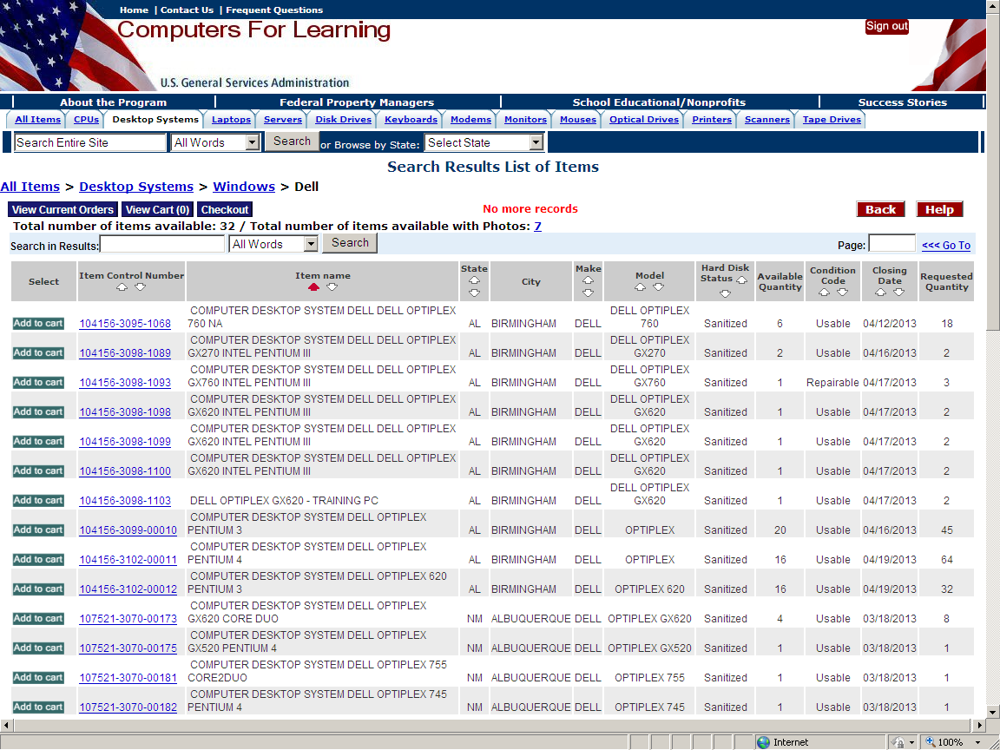 Home | Contact Us | Frequent Questions
Computers For Learning
Sign out
U.S. General Services Administration
About the Program Federal Property Managers School Educational/Nonprofits Success Stories
All Items CPUs Desktop Systems Laptops Servers Disk Drives Keyboards Modems Monitors Mouses Optical Drives Printers Scanners Tape Drives
Search Entire Site All Words Search or Browse by State: Select State
Search Results List of Items
All Items > Desktop Systems > Windows > Dell
View Current Orders View Cart (0) Checkout No more records Back Help
Total number of items available: 32 / Total number of items available with Photos: 7
Search in Results: All Words Search Page: <<< Go To
Select Item Control Number Item name State City Make Model Hard Disk Status Available Quantity Condition Code Closing Date Requested Quantity
Add to cart 104156-3095-1068 COMPUTER DESKTOP SYSTEM DELL DELL OPTIPLEX 760 NA AL BIRMINGHAM DELL DELL OPTIPLEX 760 Sanitized 6 Usable 04/12/2013 18
Add to cart 104156-3098-1089 COMPUTER DESKTOP SYSTEM DELL DELL OPTIPLEX GX270 INTEL PENTIUM III AL BIRMINGHAM DELL DELL OPTIPLEX GX270 Sanitized 2 Usable 04/16/2013 2
Add to cart 104156-3098-1093 COMPUTER DESKTOP SYSTEM DELL DELL OPTIPLEX GX760 INTEL PENTIUM III AL BIRMINGHAM DELL DELL OPTIPLEX GX760 Sanitized 1 Repairable 04/17/2013 3
Add to cart 104156-3098-1098 COMPUTER DESKTOP SYSTEM DELL DELL OPTIPLEX GX620 INTEL PENTIUM III AL BIRMINGHAM DELL DELL OPTIPLEX GX620 Sanitized 1 Usable 04/17/2013 2
Add to cart 104156-3098-1099 COMPUTER DESKTOP SYSTEM DELL DELL OPTIPLEX GX620 INTEL PENTIUM III AL BIRMINGHAM DELL DELL OPTIPLEX GX620 Sanitized 1 Usable 04/17/2013 2
Add to cart 104156-3098-1100 COMPUTER DESKTOP SYSTEM DELL DELL OPTIPLEX GX620 INTEL PENTIUM III AL BIRMINGHAM DELL DELL OPTIPLEX GX620 Sanitized 1 Usable 04/17/2013 2
Add to cart 104156-3098-1103 DELL OPTIPLEX GX620 - TRAINING PC AL BIRMINGHAM DELL DELL OPTIPLEX GX620 Sanitized 1 Usable 04/17/2013 2
Add to cart 104156-3099-00010 COMPUTER DESKTOP SYSTEM DELL OPTIPLEX PENTIUM 3 AL BIRMINGHAM DELL OPTIPLEX Sanitized 20 Usable 04/16/2013 45
Add to cart 104156-3102-00011 COMPUTER DESKTOP SYSTEM DELL OPTIPLEX PENTIUM 4 AL BIRMINGHAM DELL OPTIPLEX Sanitized 16 Usable 04/19/2013 64
Add to cart 104156-3102-00012 COMPUTER DESKTOP SYSTEM DELL OPTIPLEX 620 PENTIUM 3 AL BIRMINGHAM DELL OPTIPLEX 620 Sanitized 16 Usable 04/19/2013 32
Add to cart 107521-3070-00173 COMPUTER DESKTOP SYSTEM DELL OPTIPLEX GX620 CORE DUO NM ALBUQUERQUE DELL OPTIPLEX GX620 Sanitized 4 Usable 03/18/2013 8
Add to cart 107521-3070-00175 COMPUTER DESKTOP SYSTEM DELL OPTIPLEX GX520 PENTIUM 4 NM ALBUQUERQUE DELL OPTIPLEX GX520 Sanitized 1 Usable 03/18/2013 1
Add to cart 107521-3070-00181 COMPUTER DESKTOP SYSTEM DELL OPTIPLEX 755 CORE2DUO NM ALBUQUERQUE DELL OPTIPLEX 755 Sanitized 1 Usable 03/18/2013 1
Add to cart 107521-3070-00182 COMPUTER DESKTOP SYSTEM DELL OPTIPLEX 745 PENTIUM 4 NM ALBUQUERQUE DELL OPTIPLEX 745 Sanitized 1 Usable 03/18/2013 1
Internet 100%